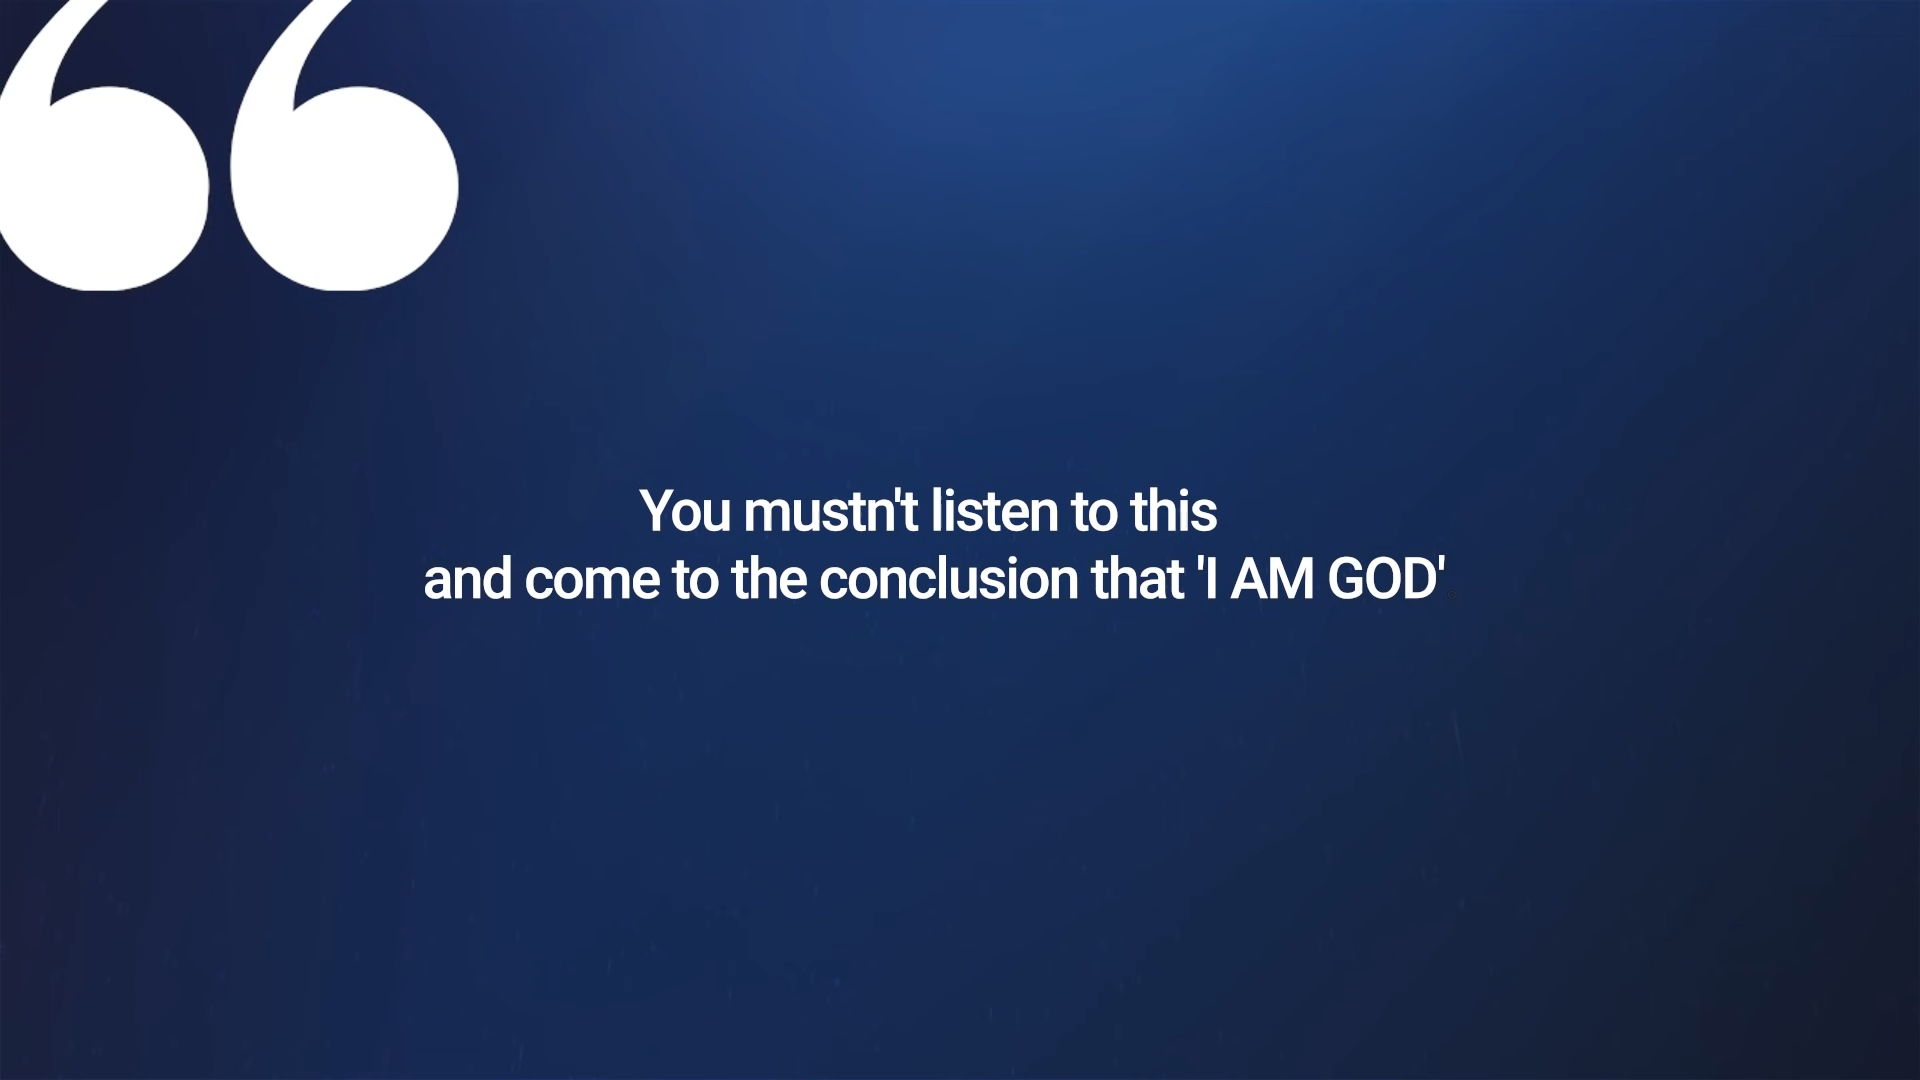 You mustn't listen to this
and come to the conclusion that 'I AM GOD'